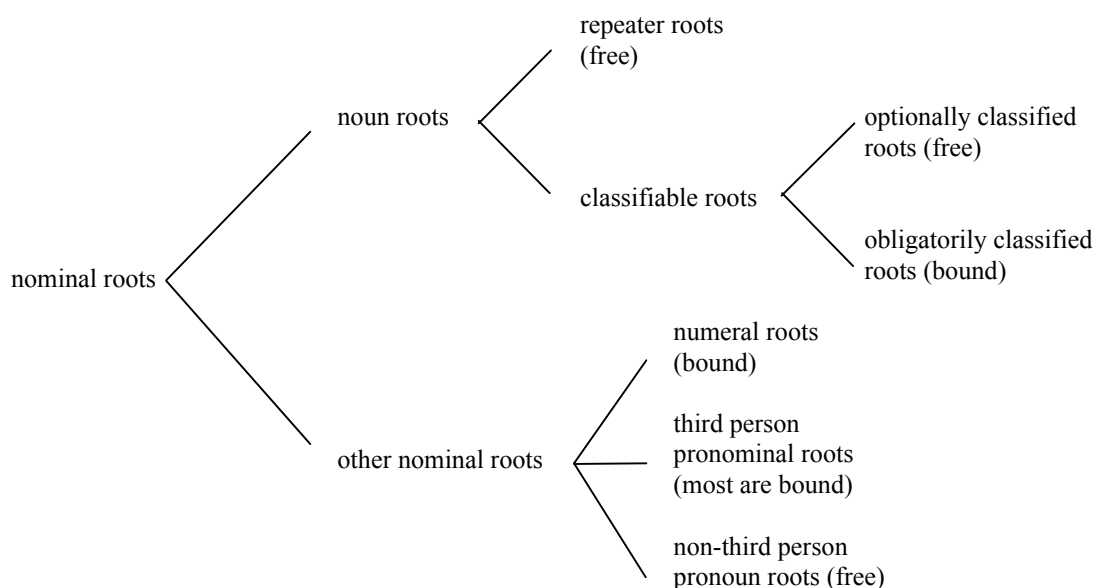 repeater roots
(free)
noun roots
optionally classified
roots (free)
classifiable roots
obligatorily classified
roots (bound)
nominal roots
numeral roots
(bound)
third person
pronominal roots
(most are bound)
other nominal roots
non-third person
pronoun roots (free)